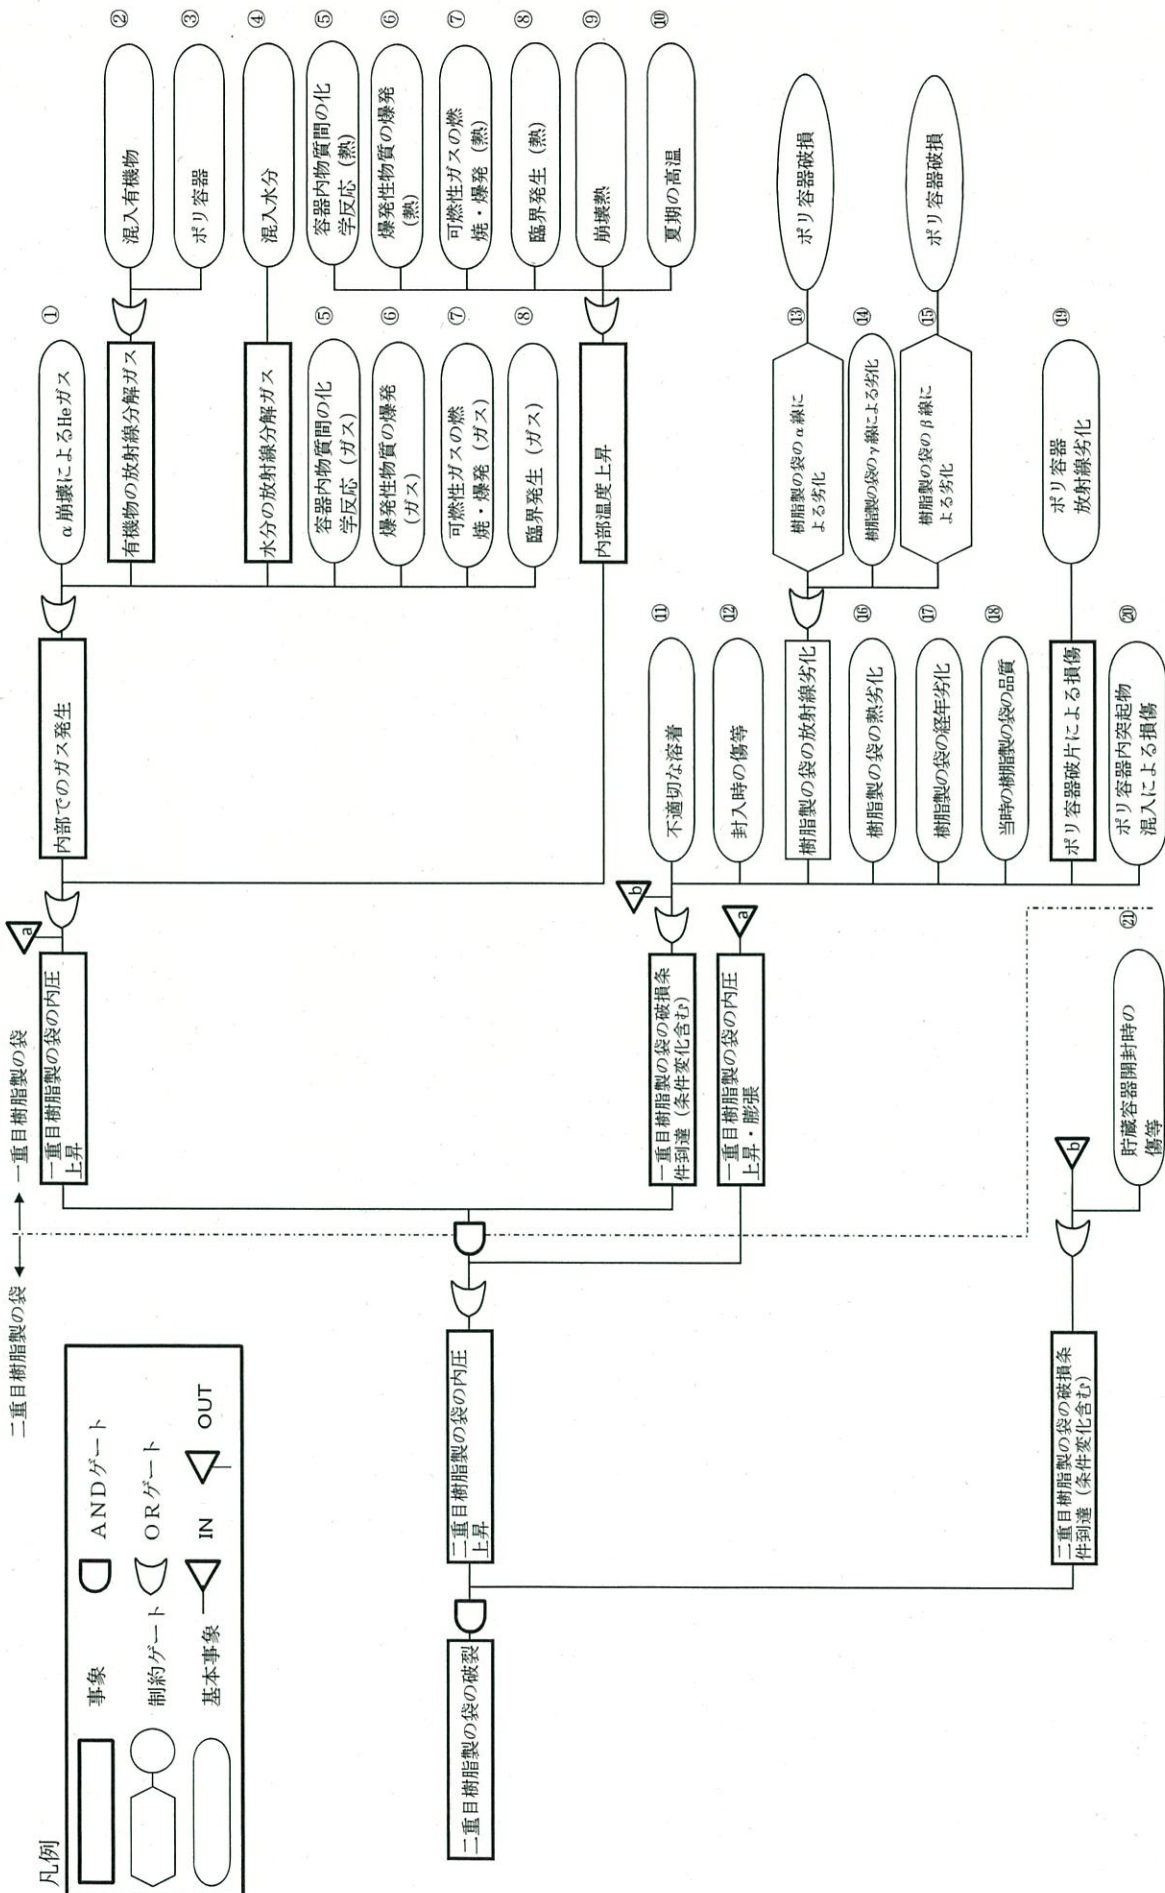 凡例
事象
ANDゲート
制約ゲート
ORゲート
基本事象
IN
OUT
二重目樹脂製の袋
一重目樹脂製の袋
二重目樹脂製の袋の破裂
二重目樹脂製の袋の内圧
上昇
二重目樹脂製の袋の破損条
件到達(条件変化含む)
一重目樹脂製の袋の内圧
上昇
a
一重目樹脂製の袋の破損条
件到達(条件変化含む)
b
一重目樹脂製の袋の内圧
上昇・膨張
a
b
貯蔵容器開封時の
傷等
㉑
内部でのガス発生
α崩壊によるHeガス
①
有機物の放射線分解ガス
混入有機物
②
ポリ容器
③
水分の放射線分解ガス
混入水分
④
容器内物質間の化
学反応(ガス)
⑤
爆発性物質の爆発
(ガス)
⑥
可燃性ガスの燃
焼・爆発(ガス)
⑦
臨界発生(ガス)
⑧
内部温度上昇
容器内物質間の化
学反応(熱)
⑤
爆発性物質の爆発
(熱)
⑥
可燃性ガスの燃
焼・爆発(熱)
⑦
臨界発生(熱)
⑧
崩壊熱
⑨
夏期の高温
⑩
不適切な溶着
⑪
封入時の傷等
⑫
樹脂製の袋の放射線劣化
樹脂製の袋のα線に
よる劣化
⑬
ポリ容器破損
樹脂製の袋のγ線による劣化
⑭
樹脂製の袋のβ線に
よる劣化
⑮
ポリ容器破損
樹脂製の袋の熱劣化
⑯
樹脂製の袋の経年劣化
⑰
当時の樹脂製の袋の品質
⑱
ポリ容器破片による損傷
ポリ容器
放射線劣化
⑲
ポリ容器内突起物
混入による損傷
⑳